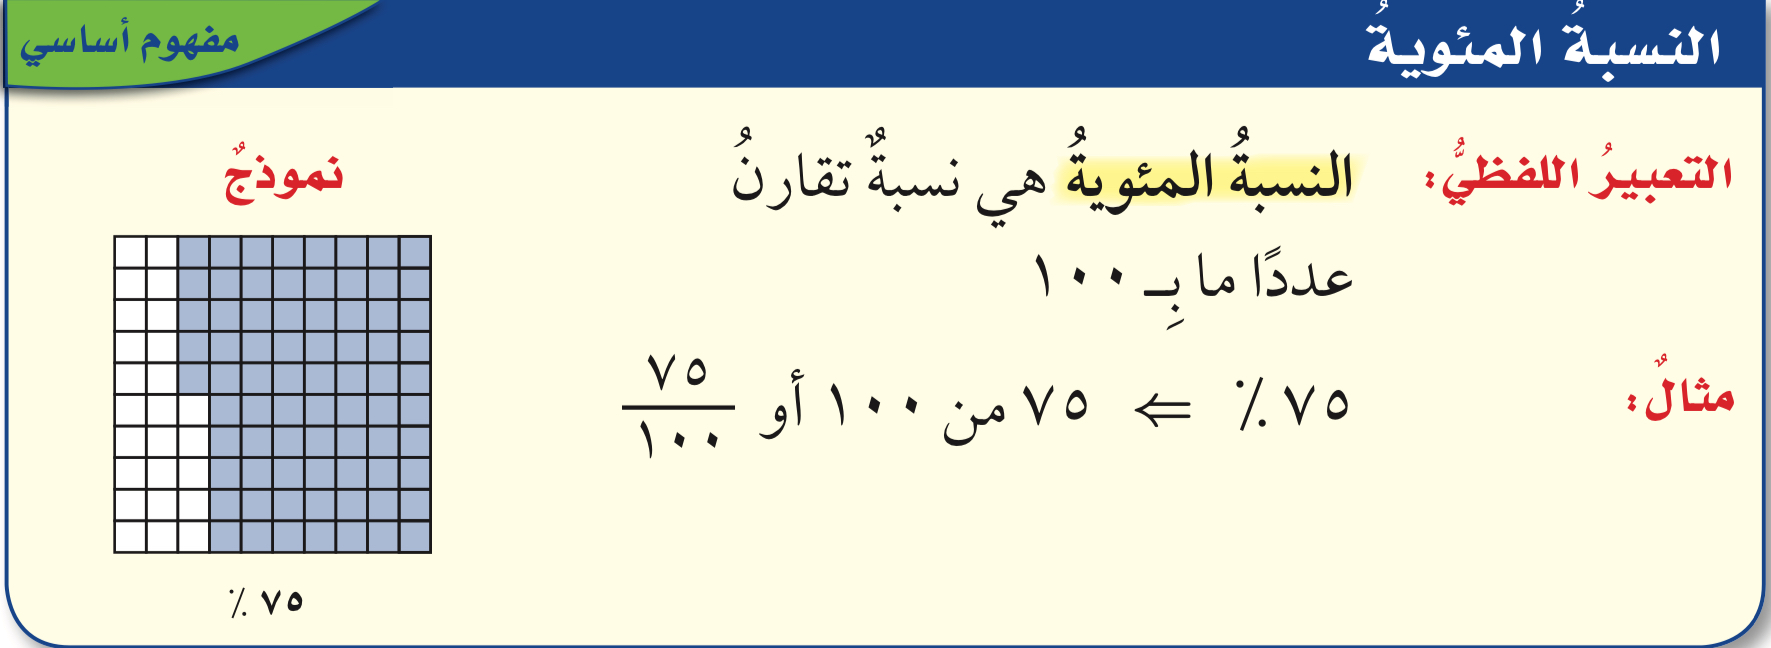 النسبةُ المئويةُ
مفهوم أساسي
التعبيرُ اللفظيُّ: النسبةُ المئويةُ هي نسبةٌ تقارنُ
عددًا ما بِـ ١٠٠
مثالٌ: ٧٥ ٪ ⇐ ٧٥ من ١٠٠ أو ٧٥/١٠٠
نموذجٌ
٧٥ ٪